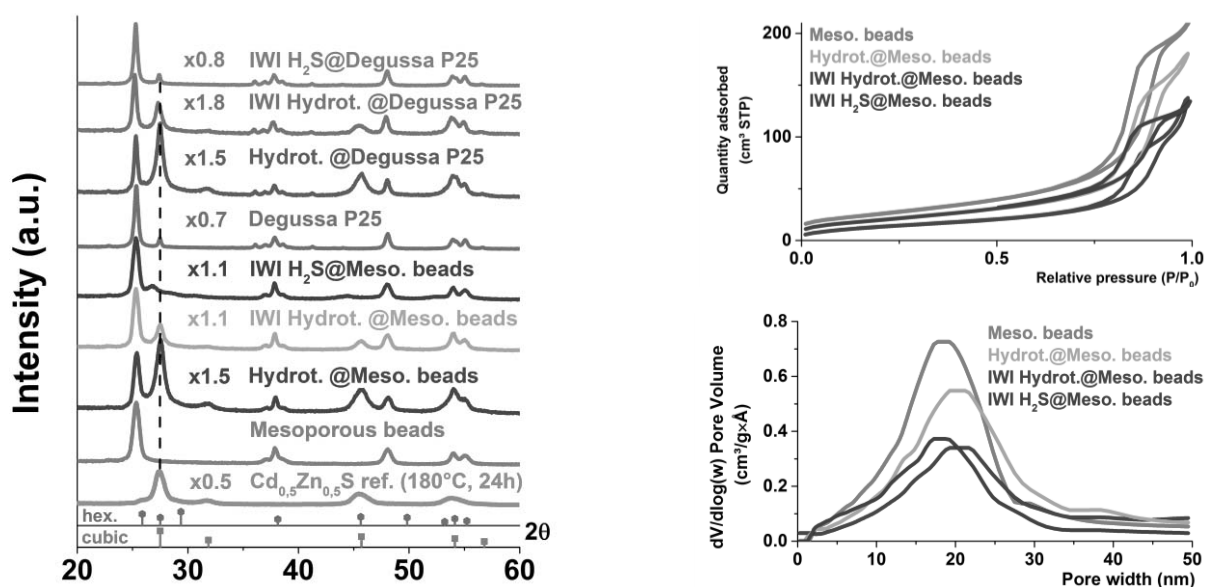 Intensity (a.u.)
x0.8 IWI H₂S@Degussa P25
x1.8 IWI Hydrot. @Degussa P25
x1.5 Hydrot. @Degussa P25
x0.7 Degussa P25
x1.1 IWI H₂S@Meso. beads
x1.1 IWI Hydrot. @Meso. beads
x1.5 Hydrot. @Meso. beads
Mesoporous beads
x0.5 Cd₀,₅Zn₀,₅S ref. (180°C, 24h)
hex.
cubic
2θ
20 30 40 50 60
Quantity adsorbed
(cm³ STP)
200
100
0
Meso. beads
Hydrot.@Meso. beads
IWI Hydrot.@Meso. beads
IWI H₂S@Meso. beads
0.0 0.5 1.0
Relative pressure (P/P₀)
dV/dlog(w) Pore Volume
(cm³/g×Å)
0.8
0.6
0.4
0.2
0.0
Meso. beads
Hydrot.@Meso. beads
IWI Hydrot.@Meso. beads
IWI H₂S@Meso. beads
0 10 20 30 40 50
Pore width (nm)